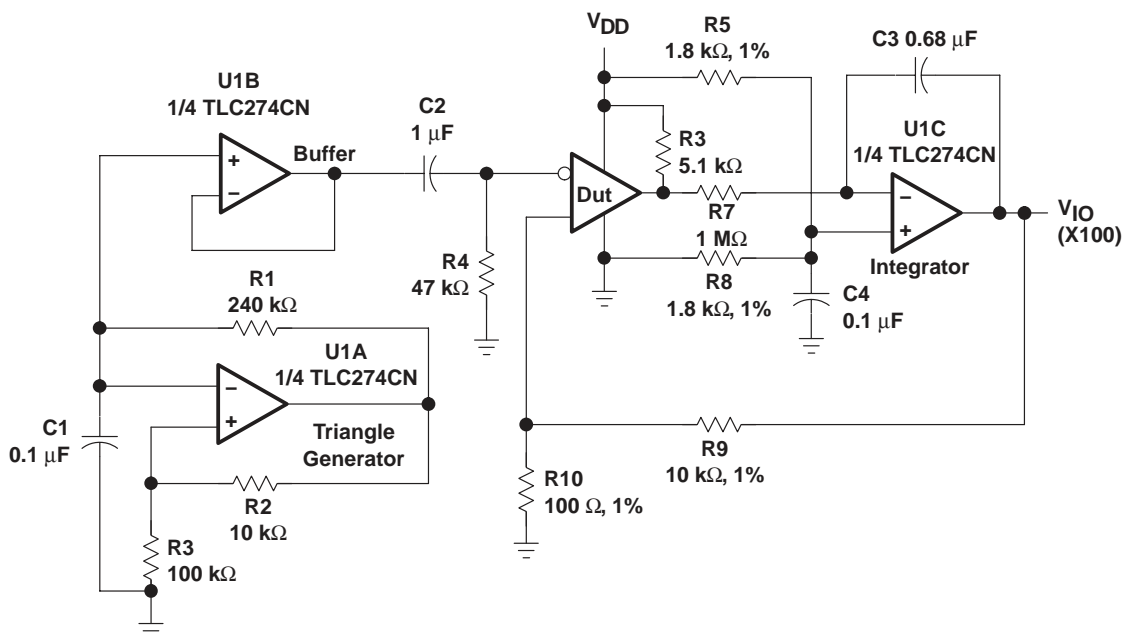 VDD
R5
1.8 kΩ, 1%
C3 0.68 μF
U1B
1/4 TLC274CN
C2
1 μF
Buffer
+
−
R3
5.1 kΩ
U1C
1/4 TLC274CN
Dut
R7
1 MΩ
−
+
VIO
(X100)
Integrator
R4
47 kΩ
R8
1.8 kΩ, 1%
C4
0.1 μF
R1
240 kΩ
U1A
1/4 TLC274CN
−
+
C1
0.1 μF
Triangle
Generator
R9
10 kΩ, 1%
R10
100 Ω, 1%
R2
10 kΩ
R3
100 kΩ